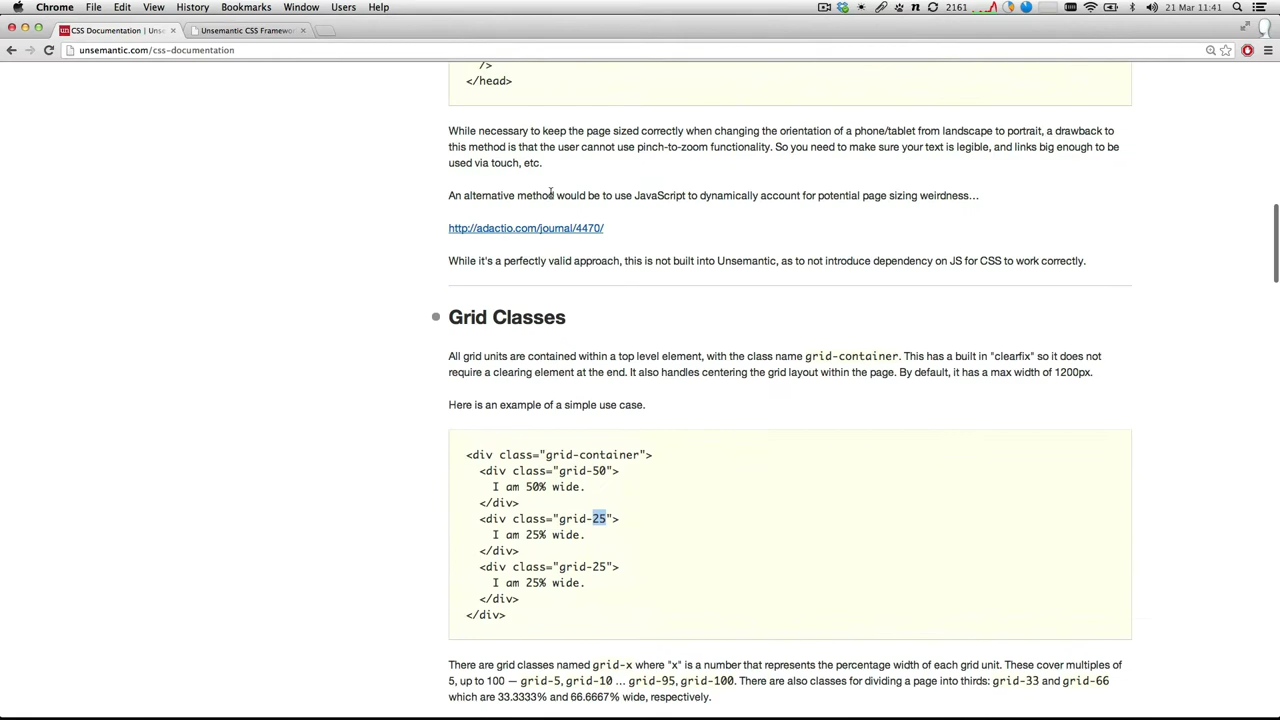 Chrome File Edit View History Bookmarks Window Users Help 2161 21 Mar 11:41
CSS Documentation | Unse Unsemantic CSS Framewo
unsemantic.com/css-documentation
/>
</head>
While necessary to keep the page sized correctly when changing the orientation of a phone/tablet from landscape to portrait, a drawback to
this method is that the user cannot use pinch-to-zoom functionality. So you need to make sure your text is legible, and links big enough to be
used via touch, etc.
An alternative method would be to use JavaScript to dynamically account for potential page sizing weirdness…
http://adactio.com/journal/4470/
While it's a perfectly valid approach, this is not built into Unsemantic, as to not introduce dependency on JS for CSS to work correctly.
Grid Classes
All grid units are contained within a top level element, with the class name grid-container. This has a built in "clearfix" so it does not
require a clearing element at the end. It also handles centering the grid layout within the page. By default, it has a max width of 1200px.
Here is an example of a simple use case.
<div class="grid-container">
<div class="grid-50">
I am 50% wide.
</div>
<div class="grid-25">
I am 25% wide.
</div>
<div class="grid-25">
I am 25% wide.
</div>
</div>
There are grid classes named grid-x where "x" is a number that represents the percentage width of each grid unit. These cover multiples of
5, up to 100 — grid-5, grid-10 … grid-95, grid-100. There are also classes for dividing a page into thirds: grid-33 and grid-66
which are 33.3333% and 66.6667% wide, respectively.